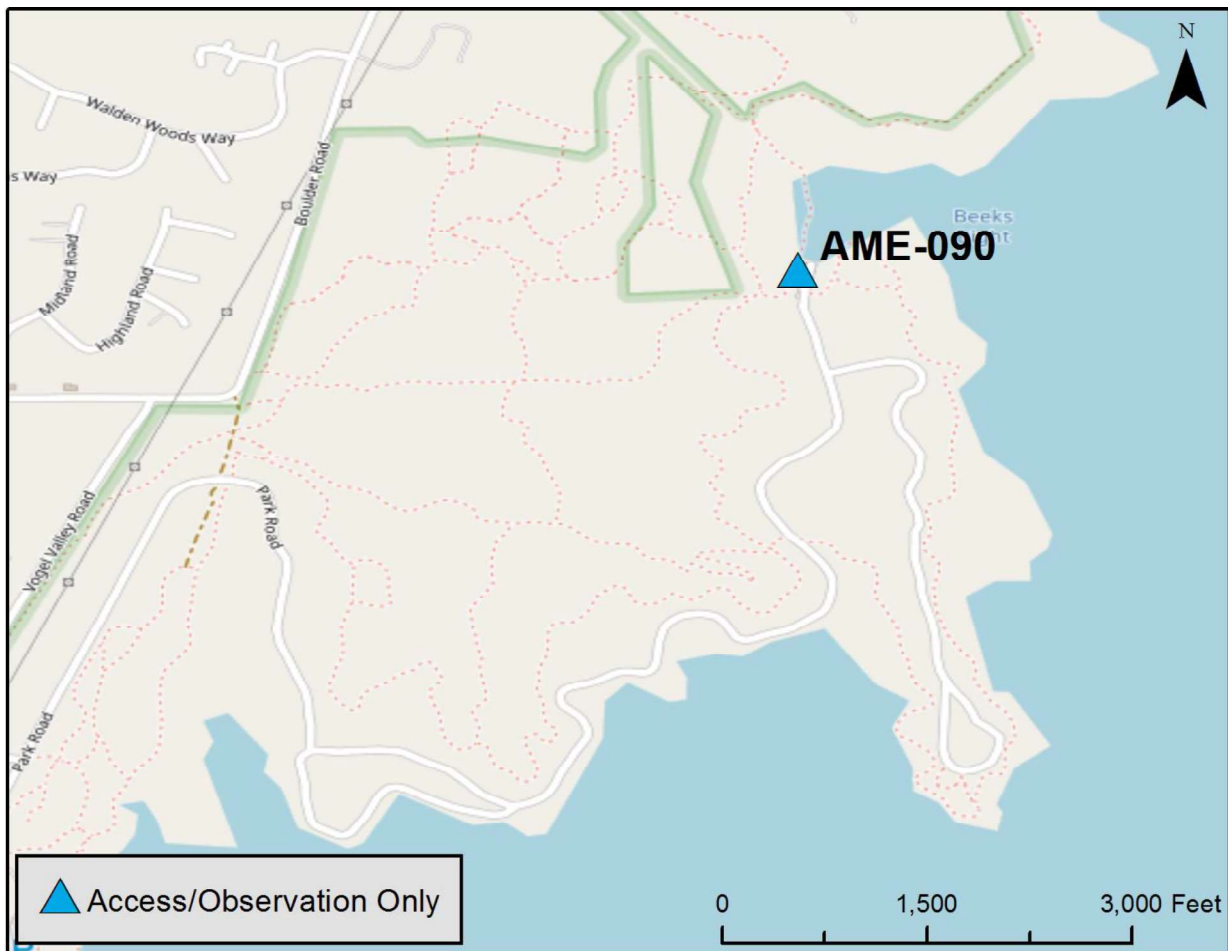 N
Walden Woods Way
s Way
Boulder Road
Midland Road
Highland Road
Beeks
AME-090
Vogel Valley Road
Park Road
Park Road
Access/Observation Only
0 1,500 3,000 Feet